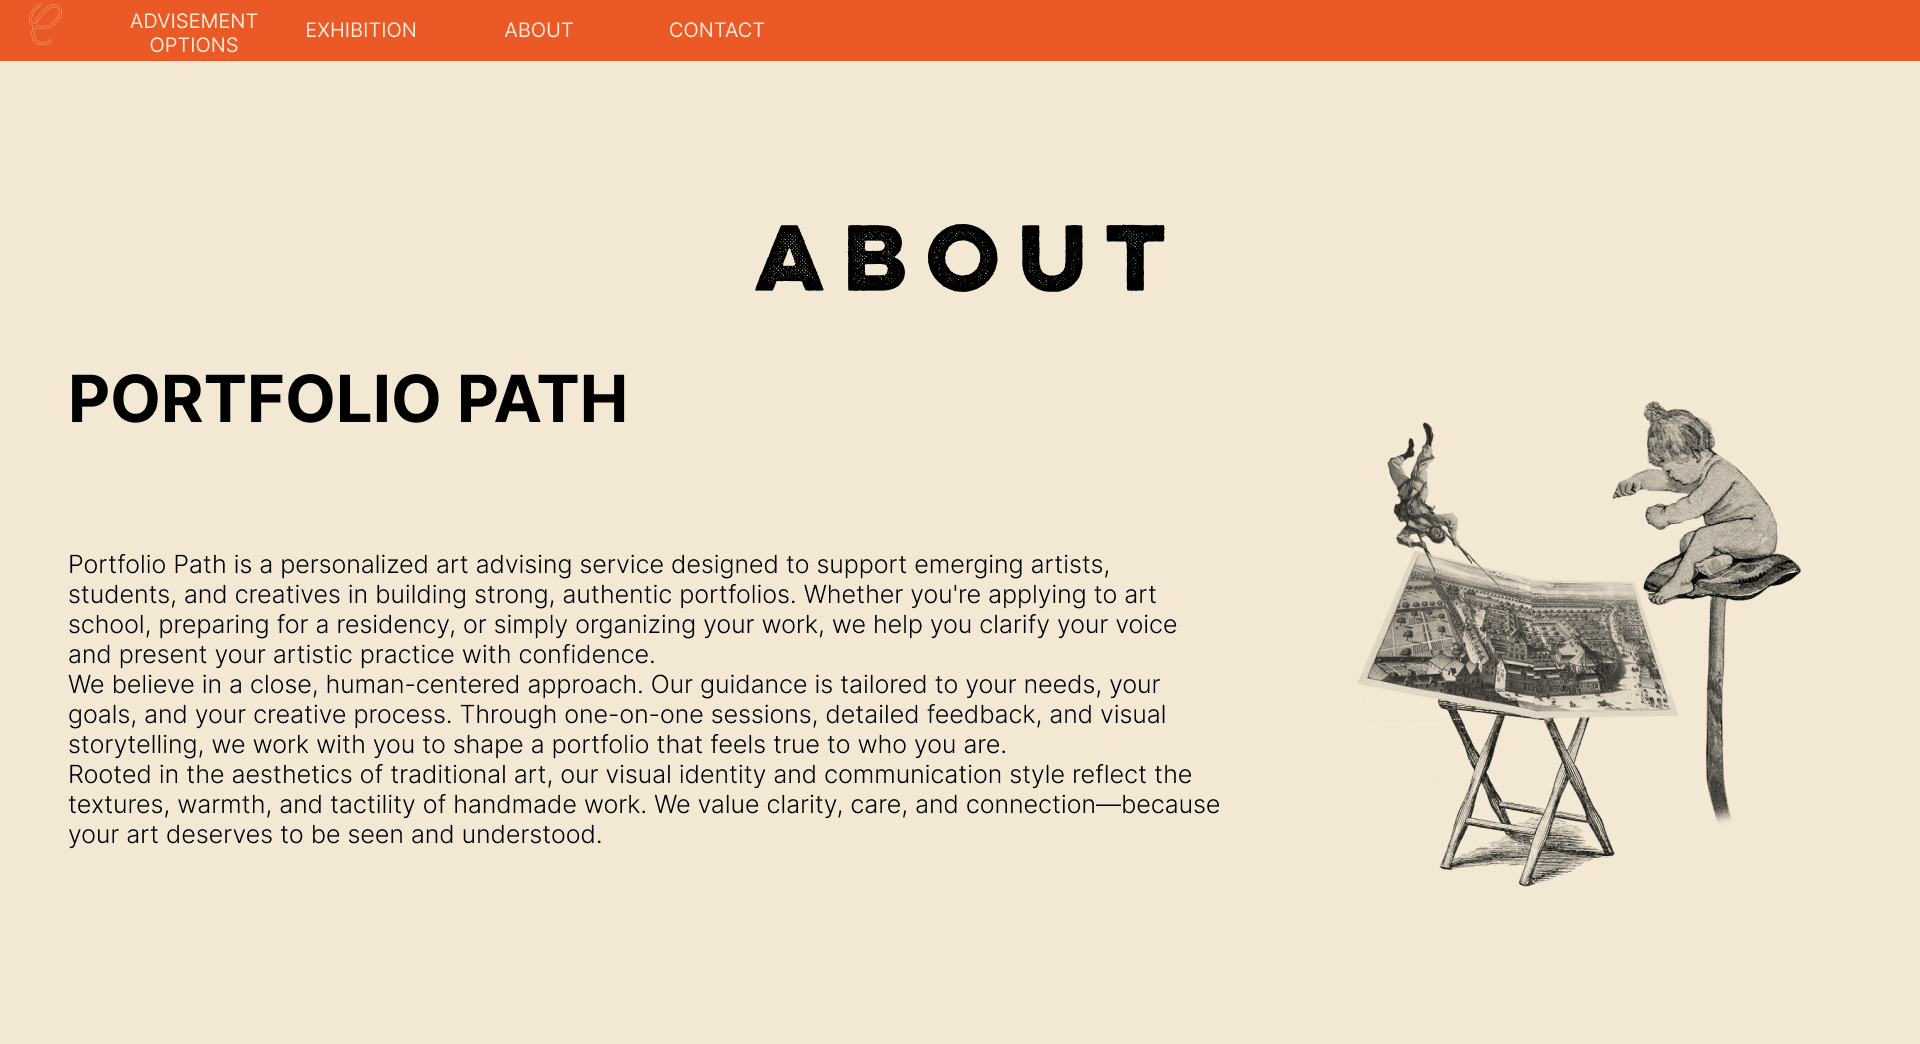 ADVISEMENT
OPTIONS
EXHIBITION
ABOUT
CONTACT
ABOUT
PORTFOLIO PATH
Portfolio Path is a personalized art advising service designed to support emerging artists,
students, and creatives in building strong, authentic portfolios. Whether you're applying to art
school, preparing for a residency, or simply organizing your work, we help you clarify your voice
and present your artistic practice with confidence.
We believe in a close, human-centered approach. Our guidance is tailored to your needs, your
goals, and your creative process. Through one-on-one sessions, detailed feedback, and visual
storytelling, we work with you to shape a portfolio that feels true to who you are.
Rooted in the aesthetics of traditional art, our visual identity and communication style reflect the
textures, warmth, and tactility of handmade work. We value clarity, care, and connection—because
your art deserves to be seen and understood.